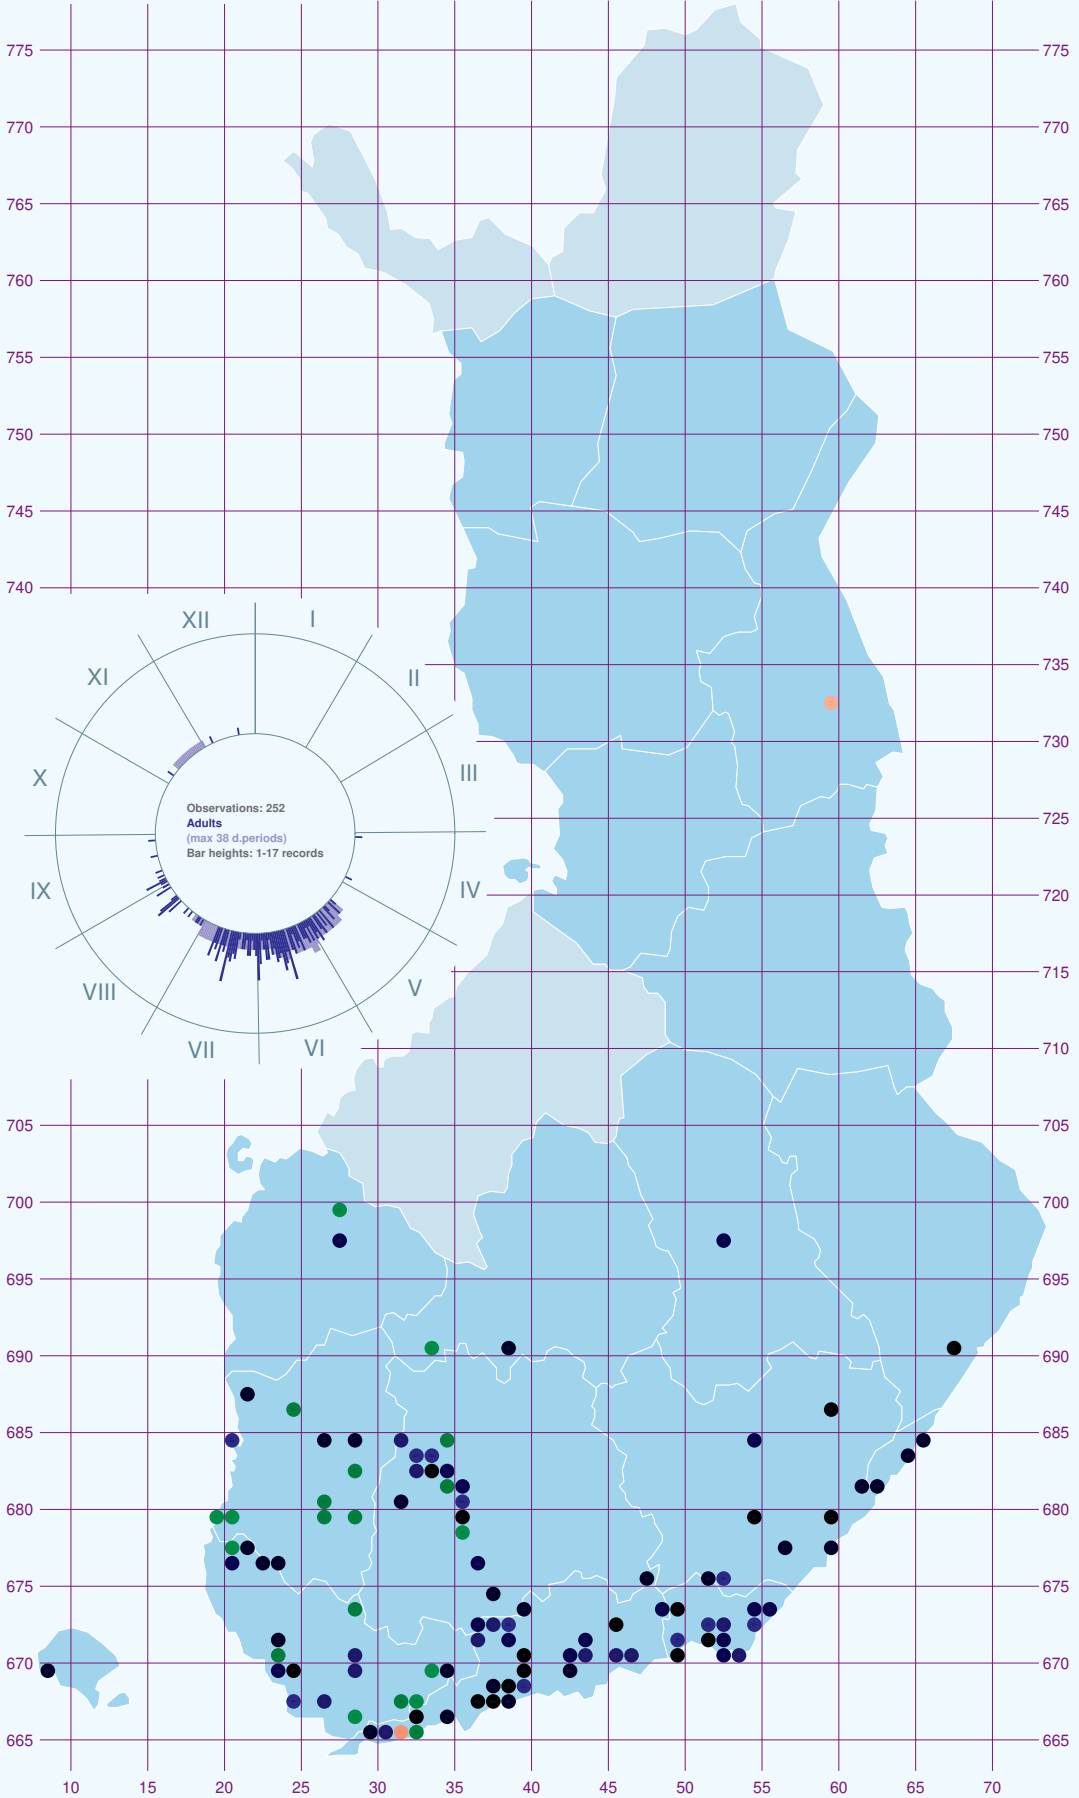 775 775
770 770
765 765
760 760
755 755
750 750
745 745
740 740
XII I
XI II
735 735
730 730
X III
725 725
Observations: 252
Adults
(max 38 d.periods)
Bar heights: 1-17 records
IX IV
720 720
VIII V
715 715
VII VI
710 710
705 705
700 700
695 695
690 690
685 685
680 680
675 675
670 670
665 665
10 15 20 25 30 35 40 45 50 55 60 65 70